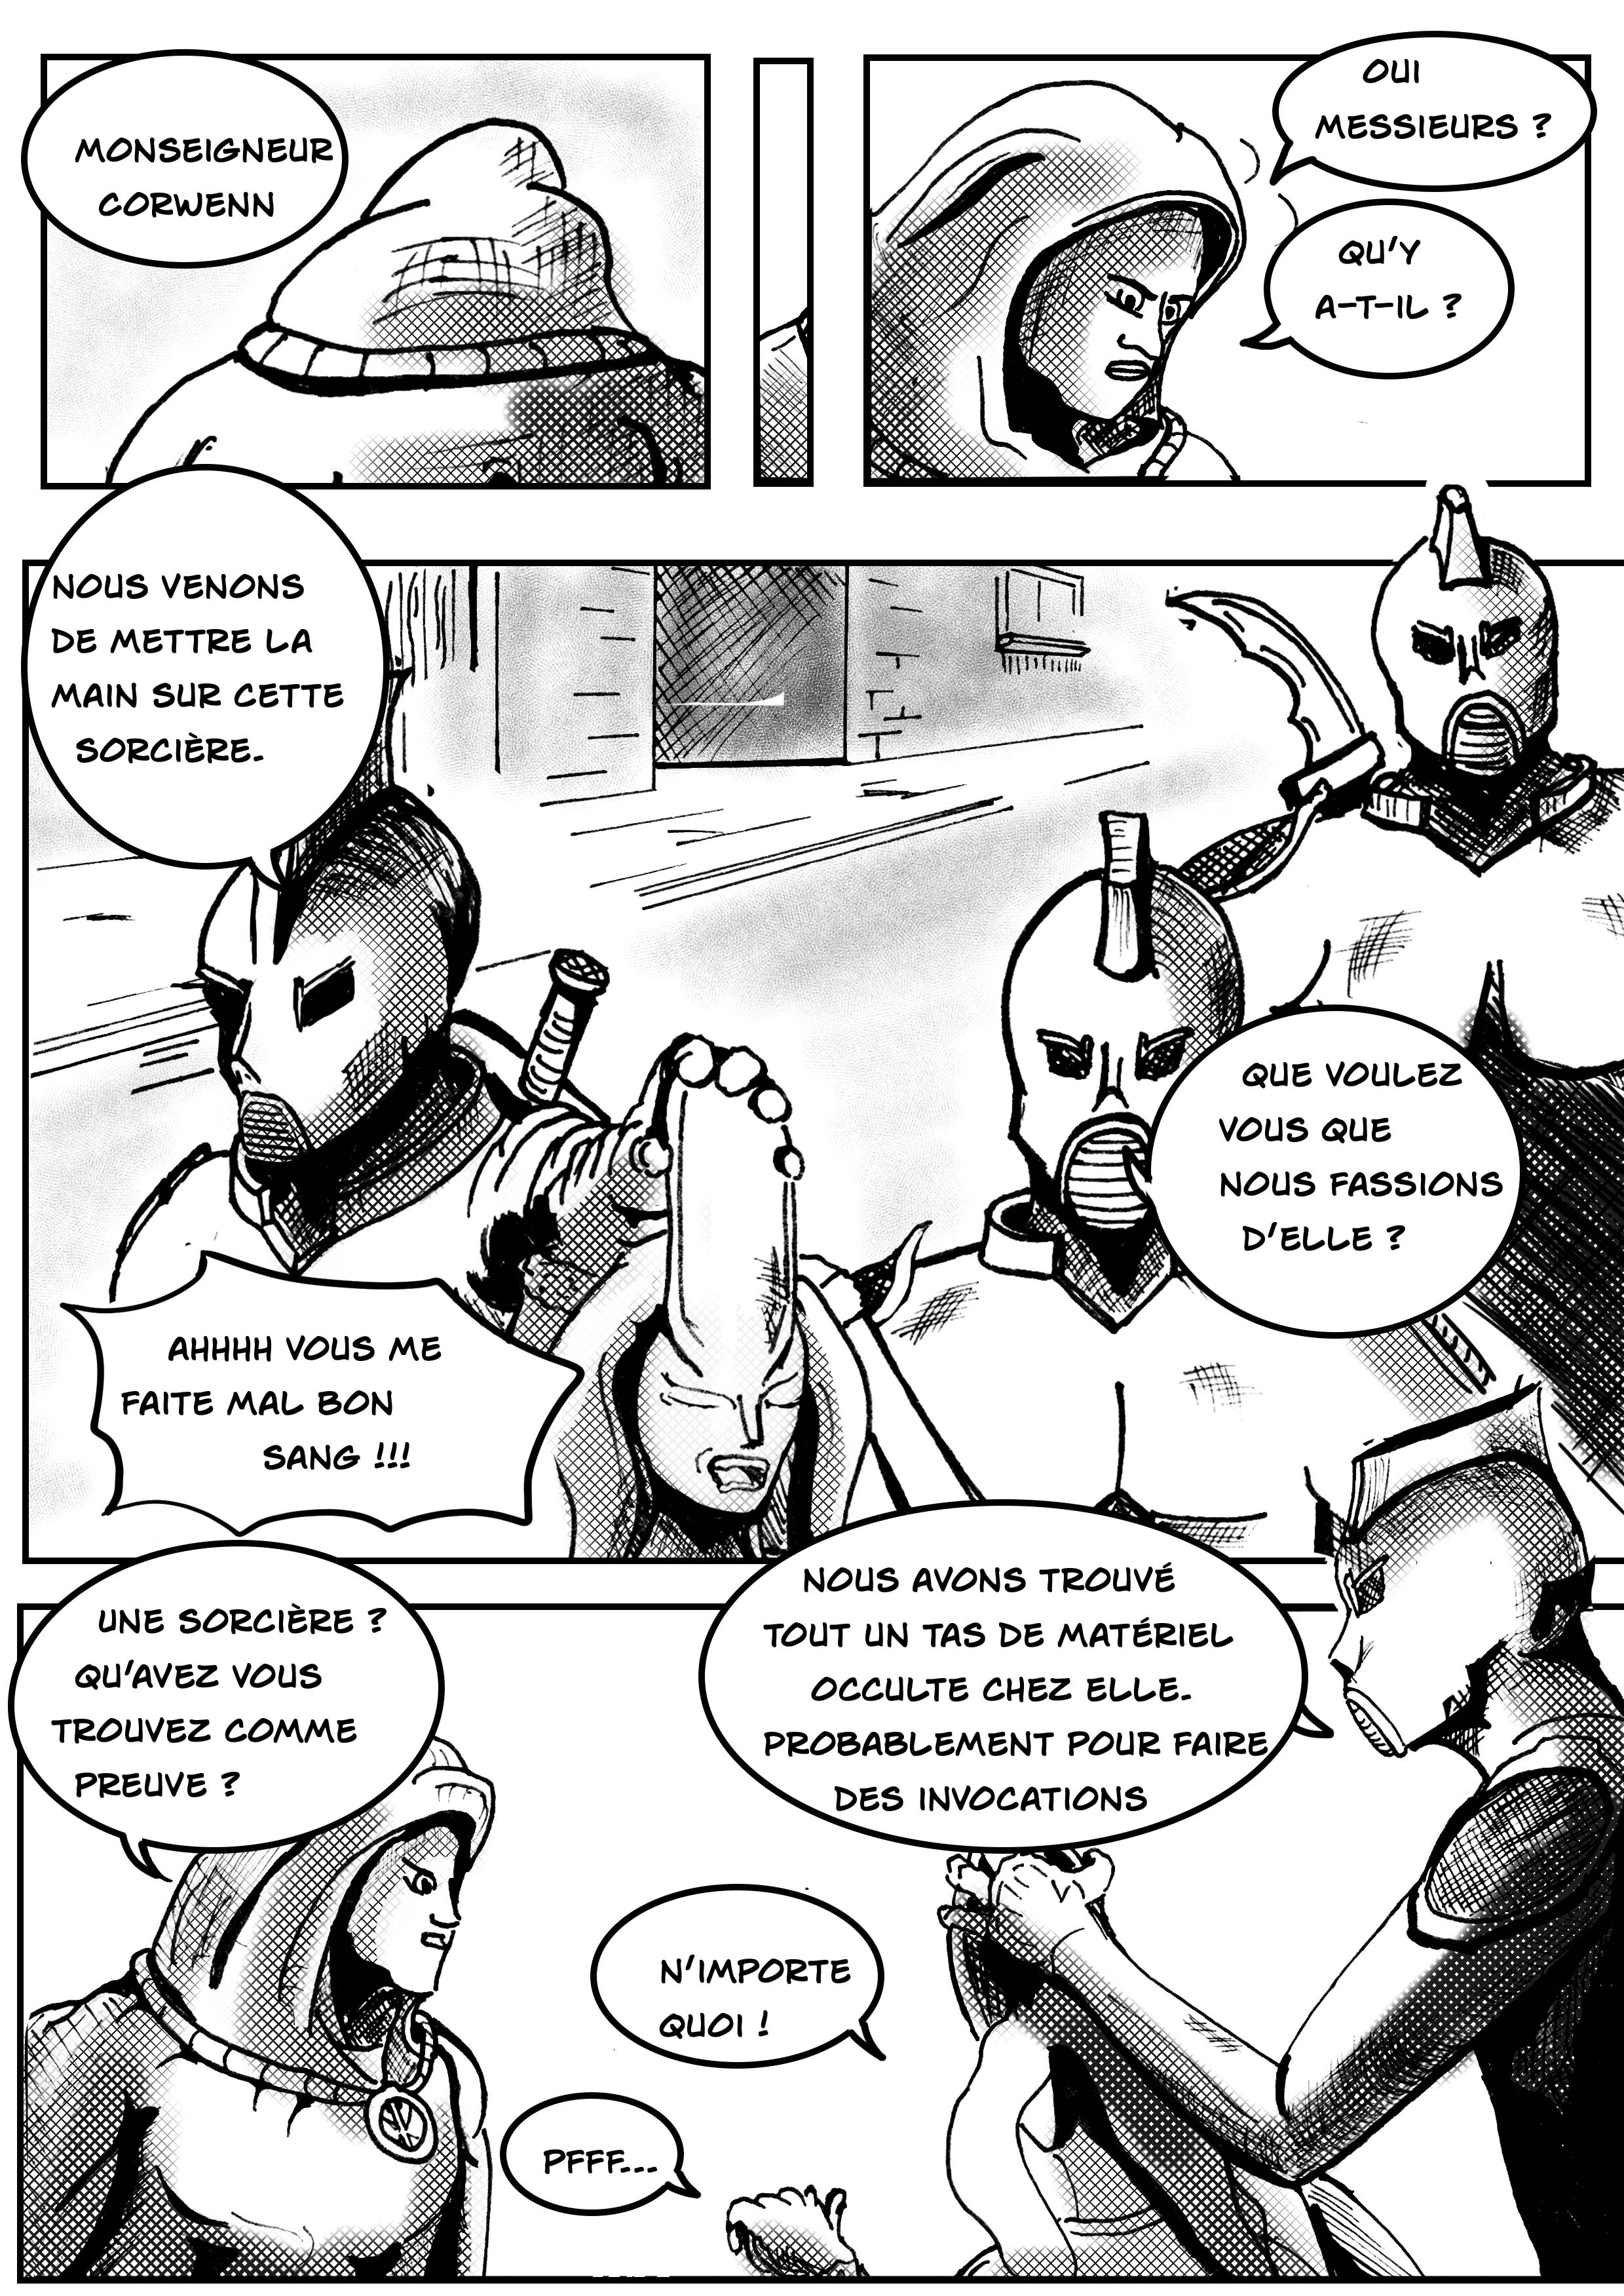 MONSEIGNEUR
CORWENN
OUI
MESSIEURS ?
QU'Y
A-T-IL ?
NOUS VENONS
DE METTRE LA
MAIN SUR CETTE
SORCIÈRE.
QUE VOULEZ
VOUS QUE
NOUS FASSIONS
D'ELLE ?
AHHHH VOUS ME
FAITE MAL BON
SANG !!!
UNE SORCIÈRE ?
QU'AVEZ VOUS
TROUVEZ COMME
PREUVE ?
NOUS AVONS TROUVÉ
TOUT UN TAS DE MATÉRIEL
OCCULTE CHEZ ELLE.
PROBABLEMENT POUR FAIRE
DES INVOCATIONS
N'IMPORTE
QUOI !
PFFF...